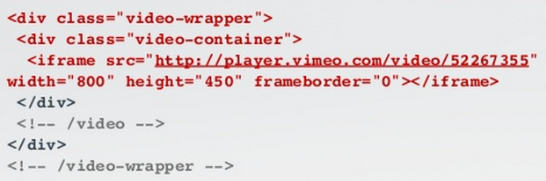 <div class="video-wrapper">
<div class="video-container">
<iframe src="http://player.vimeo.com/video/52267355"
width="800" height="450" frameborder="0"></iframe>
</div>
<!-- /video -->
</div>
<!-- /video-wrapper -->